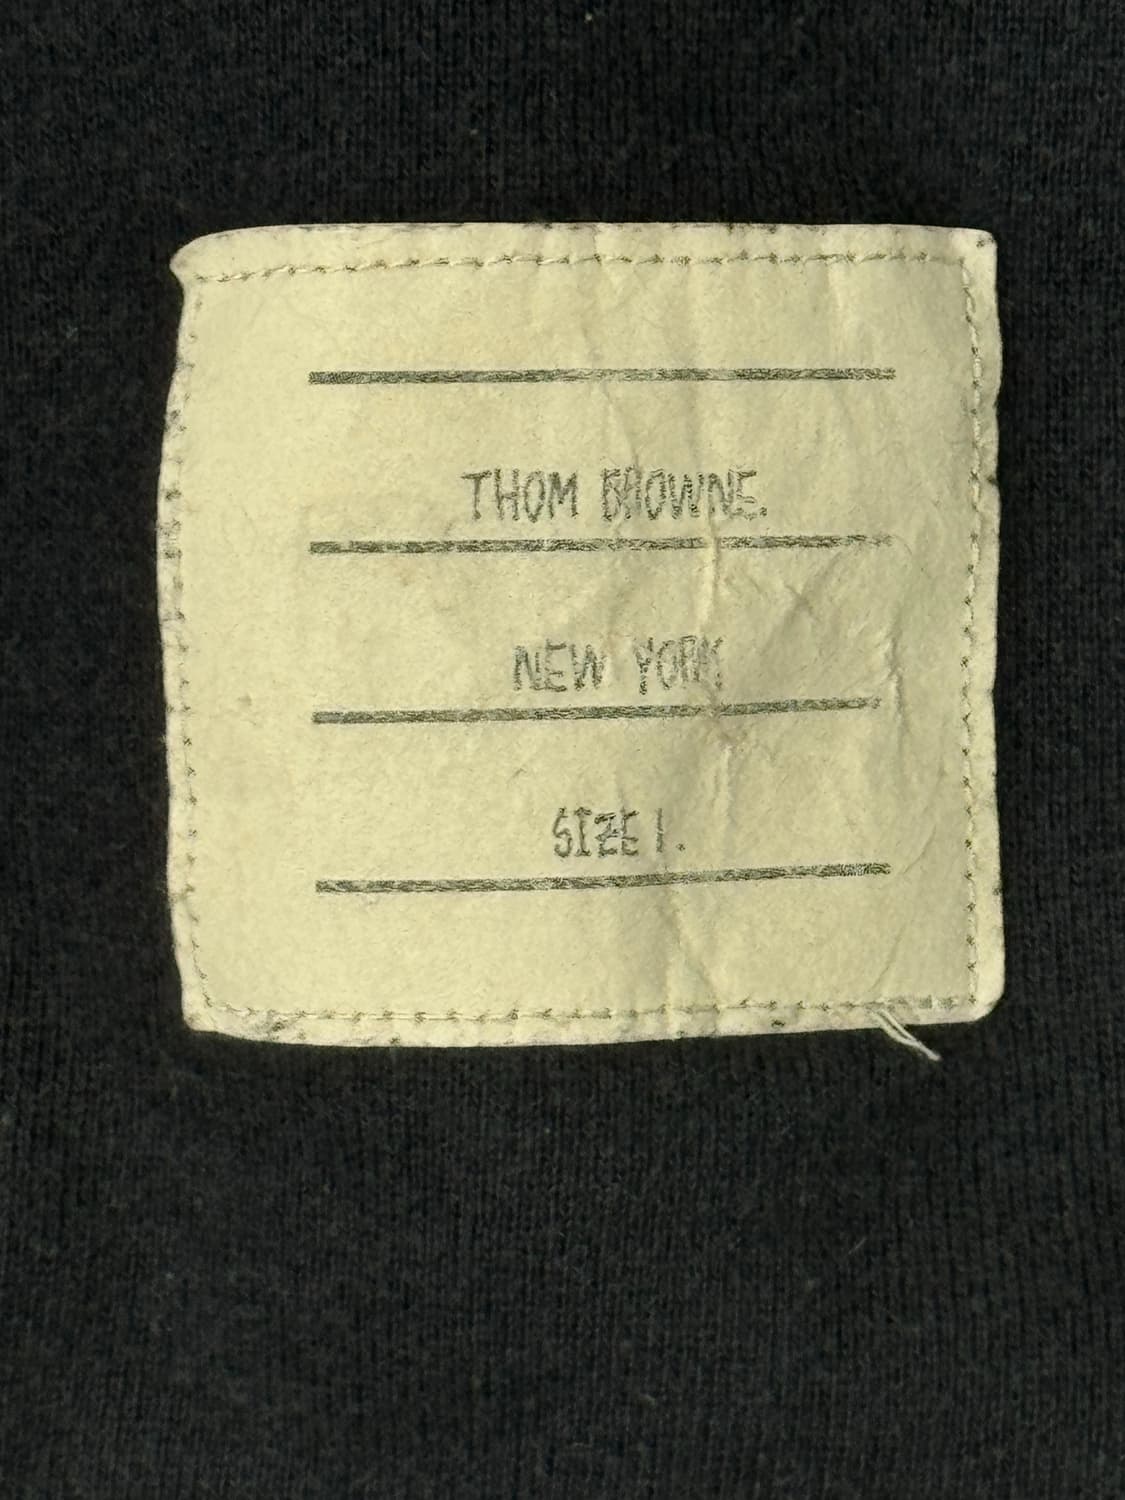 THOM BROWNE.
NEW YORK
SIZE 1.